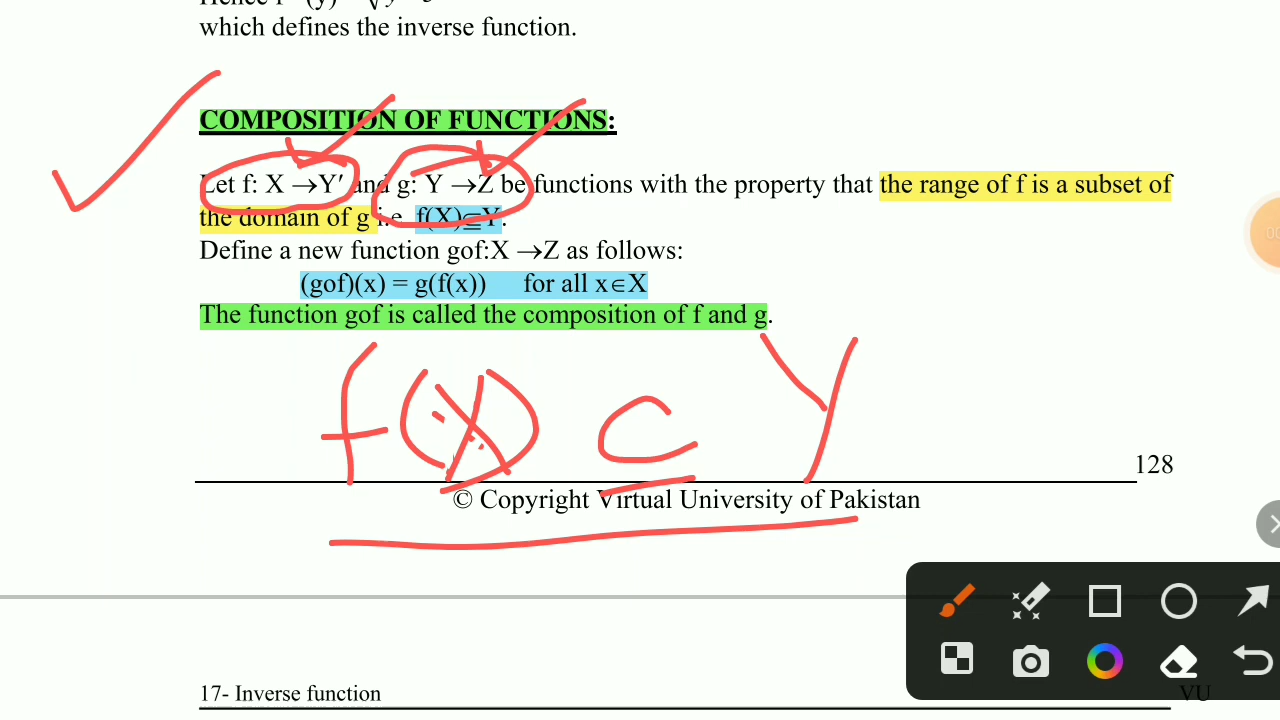 which defines the inverse function.
COMPOSITION OF FUNCTIONS:
Let f: X →Y′ and g: Y →Z be functions with the property that the range of f is a subset of
the domain of g i.e. f(X)⊆Y.
Define a new function gof:X →Z as follows:
(gof)(x) = g(f(x)) for all x∈X
The function gof is called the composition of f and g.
f(X) ⊆ Y
128
© Copyright Virtual University of Pakistan
17- Inverse function VU